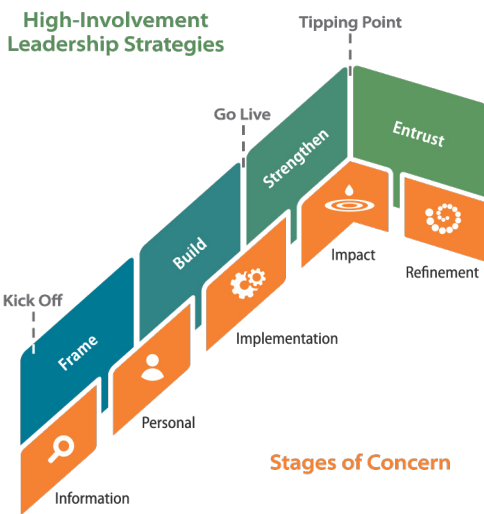 High-Involvement
Leadership Strategies
Tipping Point
Go Live
Kick Off
Frame
Build
Strengthen
Entrust
Information
Personal
Implementation
Impact
Refinement
Stages of Concern